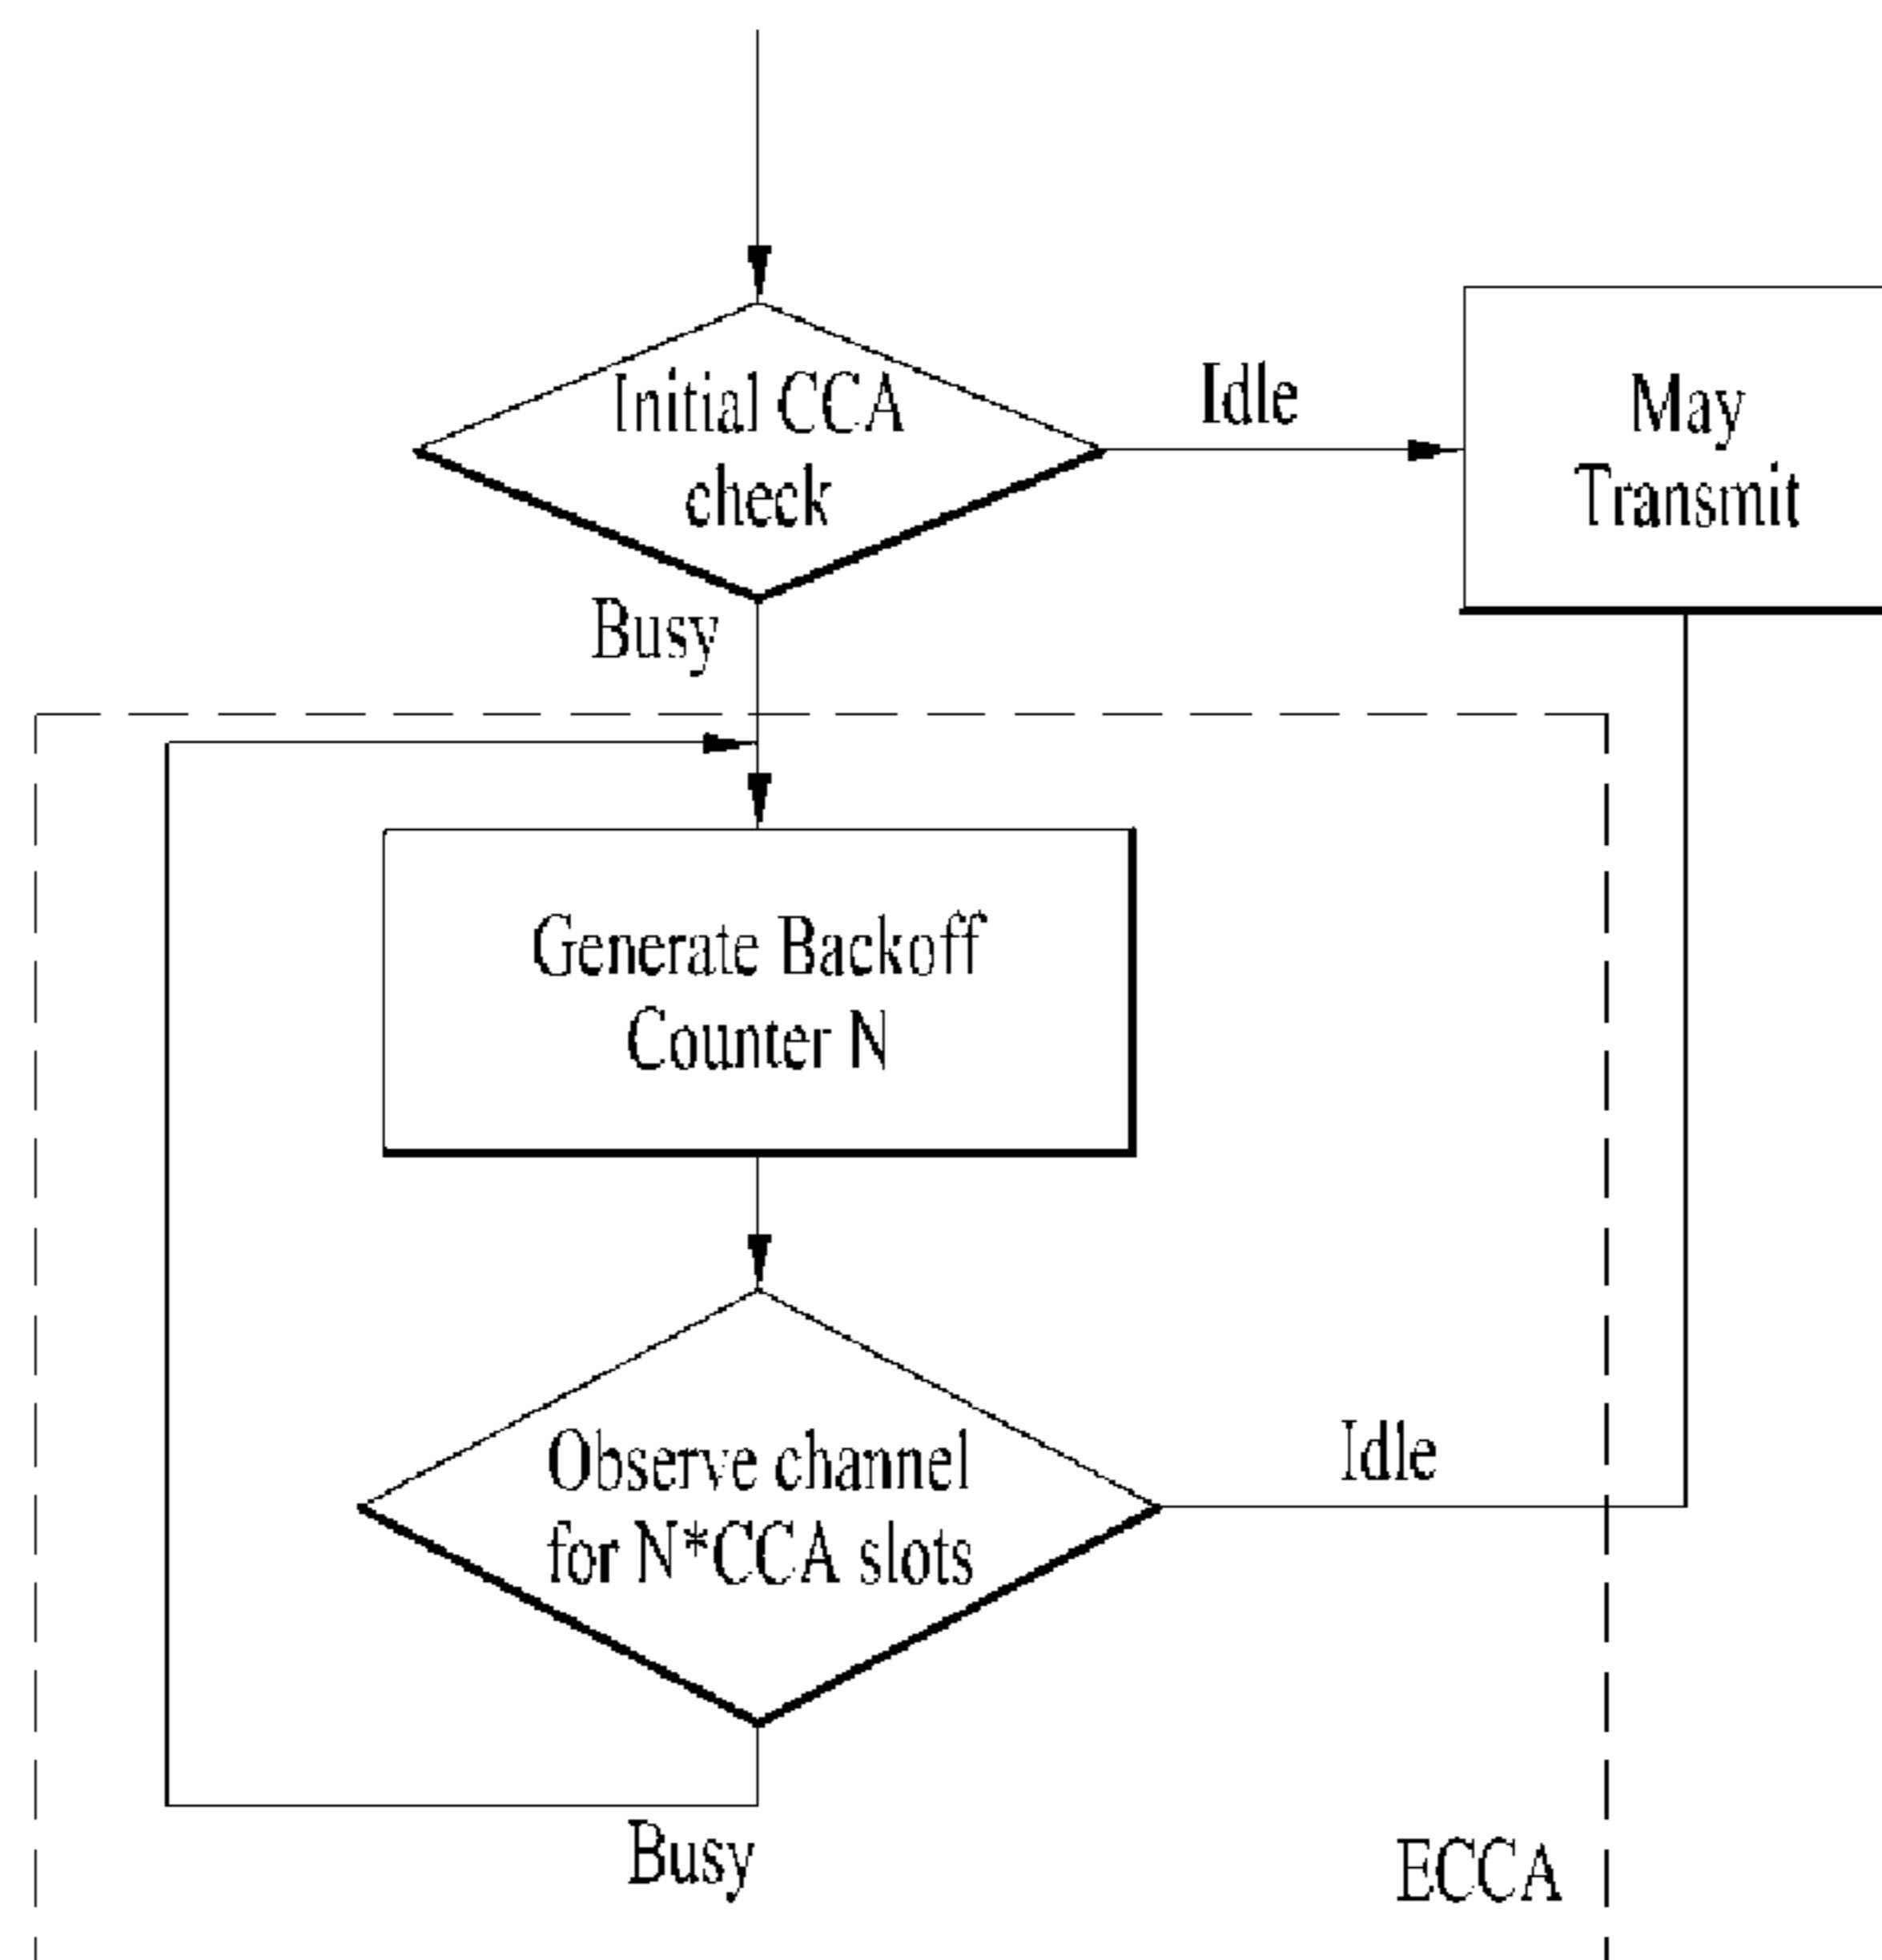 Initial CCA
check
Idle
May
Transmit
Busy
Generate Backoff
Counter N
Observe channel
for N*CCA slots
Idle
Busy
ECCA